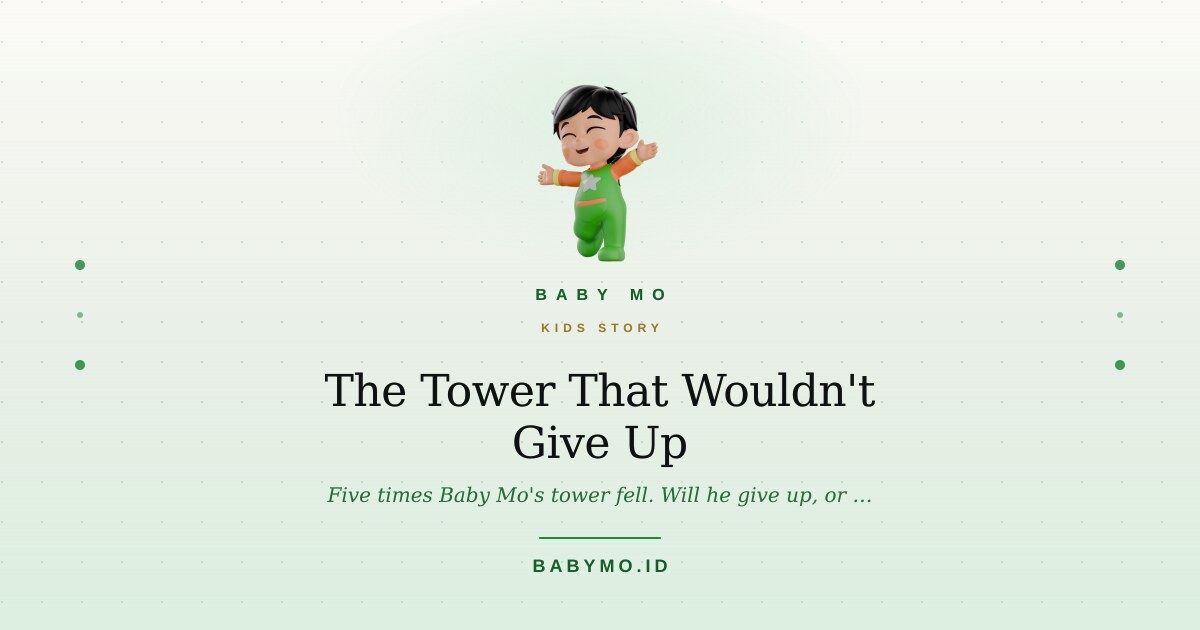 BABY MO
KIDS STORY
The Tower That Wouldn't
Give Up
Five times Baby Mo's tower fell. Will he give up, or ...
BABYMO.ID